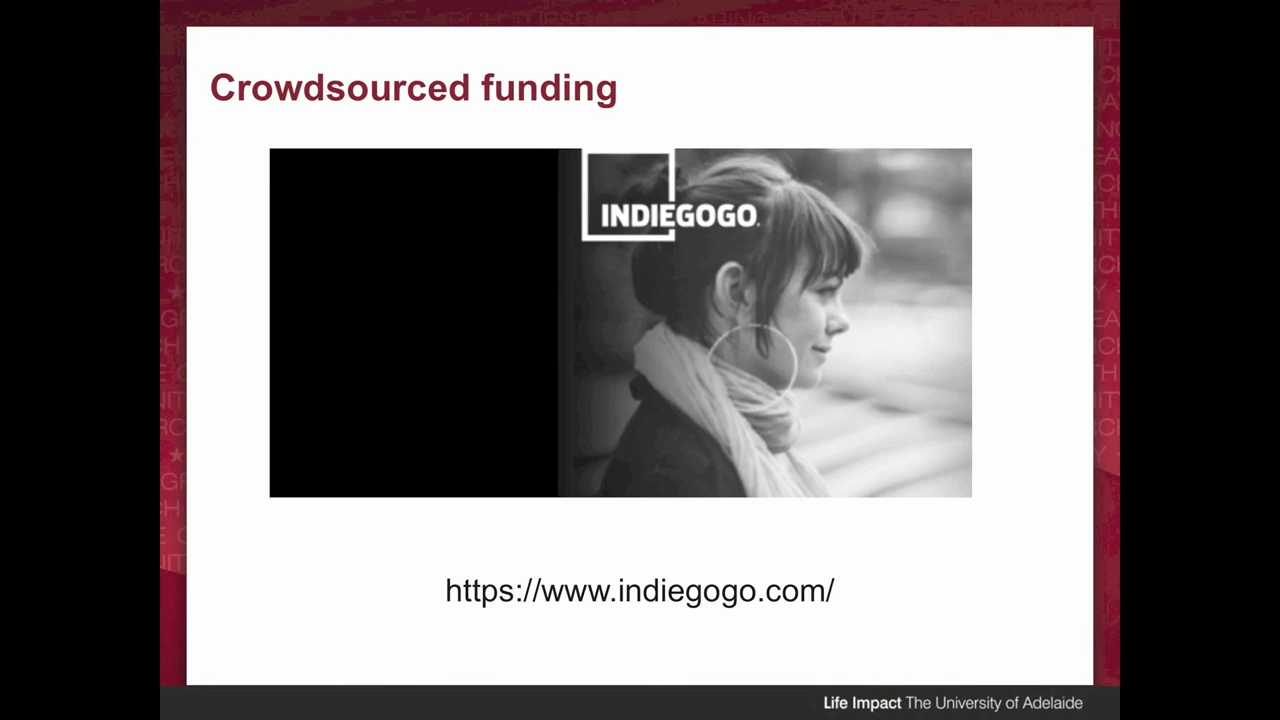 Crowdsourced funding
INDIEGOGO.
https://www.indiegogo.com/
Life Impact The University of Adelaide